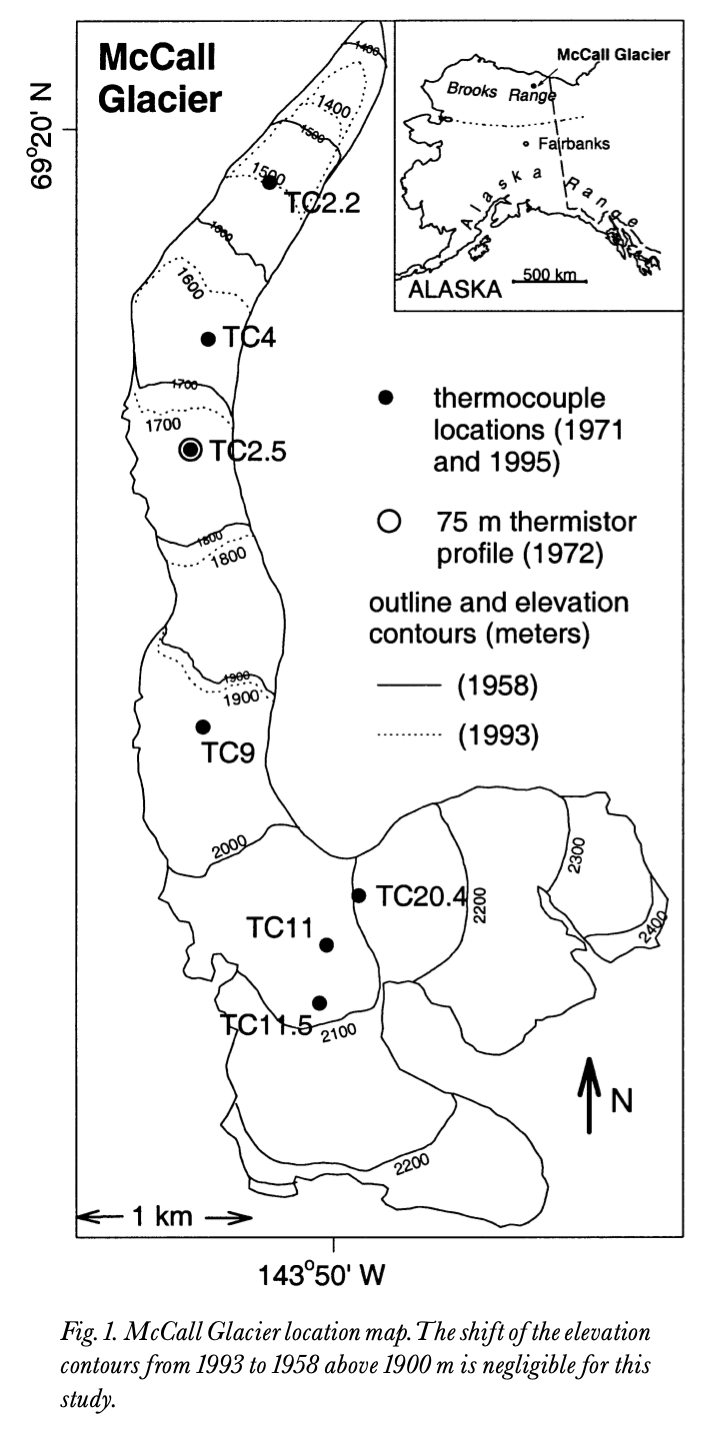 McCall
Glacier
69°20' N
1400
1400
1500
1500
TC2.2
1600
1600
TC4
1700
1700
TC2.5
1800
1800
1900
1900
TC9
2000
TC20.4
2200
2300
2400
TC11
TC11.5
2100
2200
McCall Glacier
Brooks Range
Fairbanks
Alaska Range
ALASKA
500 km
thermocouple
locations (1971
and 1995)
75 m thermistor
profile (1972)
outline and elevation
contours (meters)
(1958)
(1993)
N
1 km
143°50' W
Fig. 1. McCall Glacier location map. The shift of the elevation
contours from 1993 to 1958 above 1900 m is negligible for this
study.